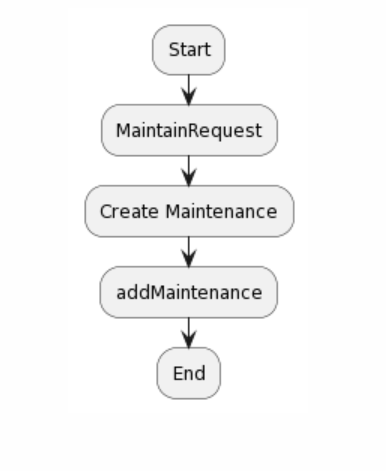 Start
MaintainRequest
Create Maintenance
addMaintenance
End